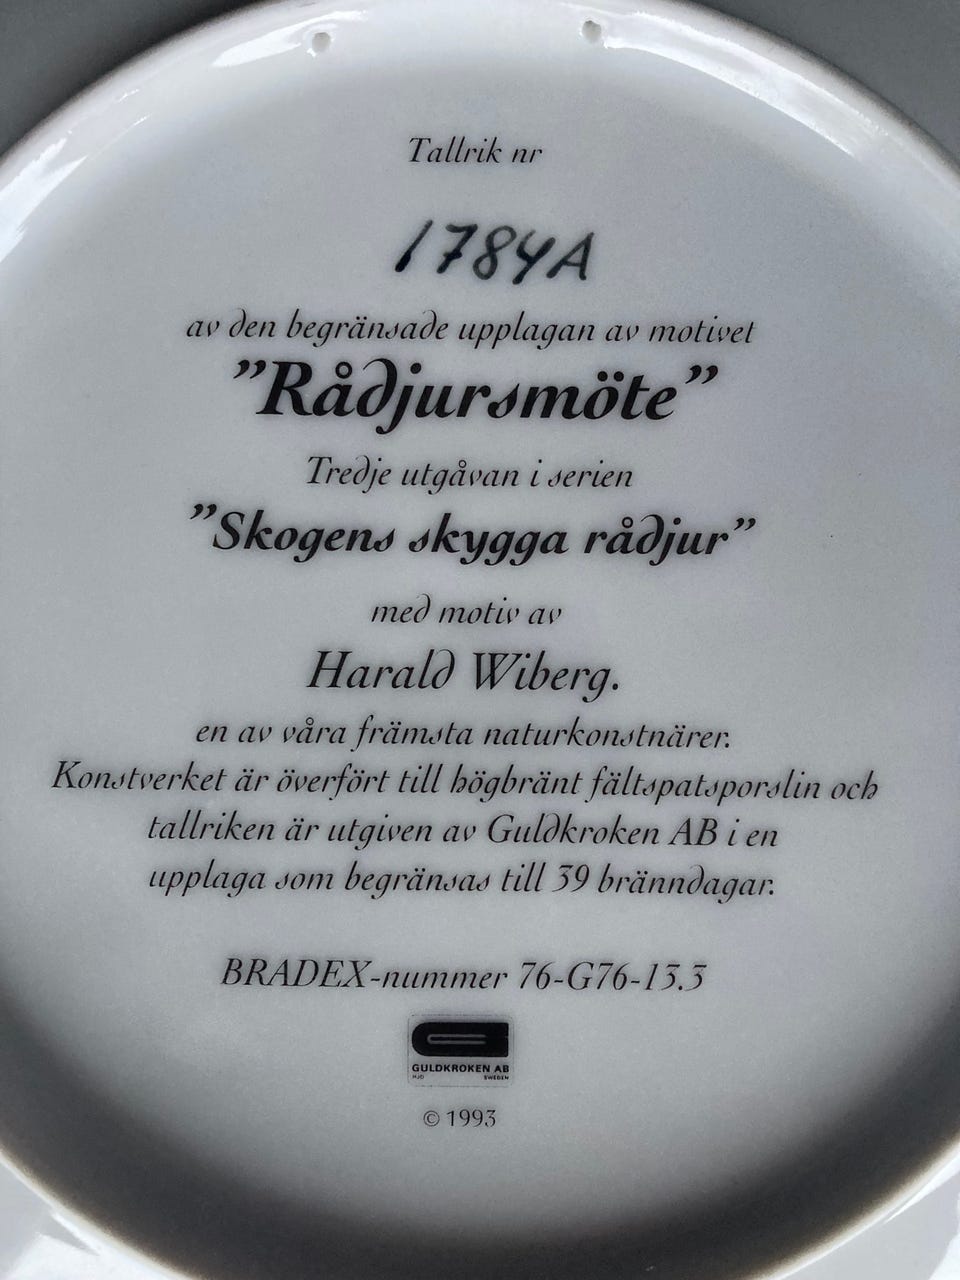 Tallrik nr
1784A
av den begränsade upplagan av motivet
”Rådjursmöte”
Tredje utgåvan i serien
”Skogens skygga rådjur”
med motiv av
Harald Wiberg.
en av våra främsta naturkonstnärer.
Konstverket är överfört till högbränt fältspatsporslin och
tallriken är utgiven av Guldkroken AB i en
upplaga som begränsas till 39 bränndagar.
BRADEX-nummer 76-G76-13.3
GULDKROKEN AB
HJO SWEDEN
© 1993